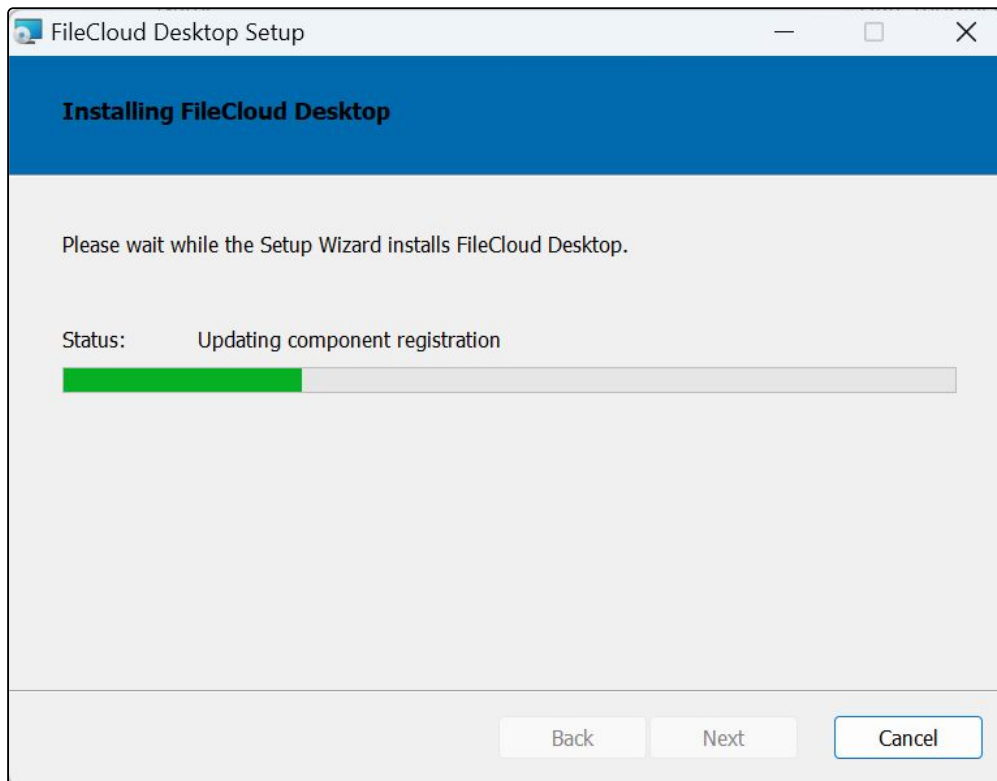 FileCloud Desktop Setup
Installing FileCloud Desktop
Please wait while the Setup Wizard installs FileCloud Desktop.
Status: Updating component registration
Back Next Cancel